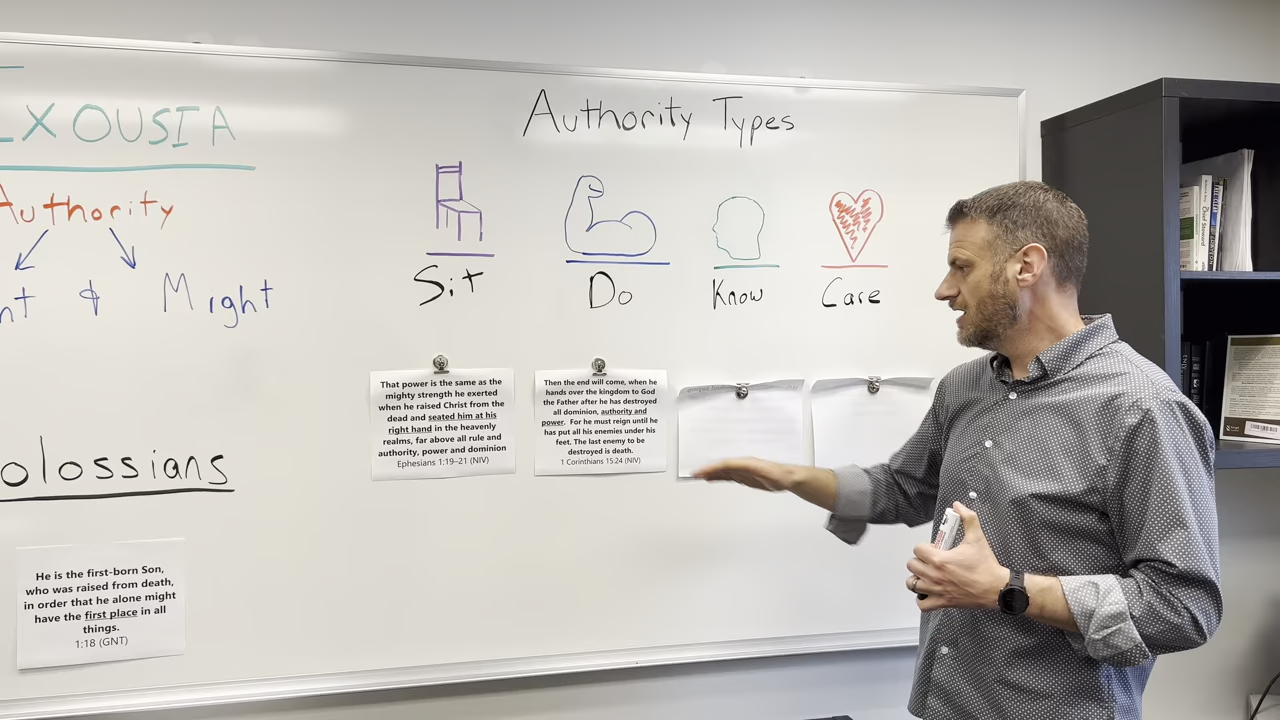 EXOUSIA
Authority
& Might
Colossians
He is the first-born Son,
who was raised from death,
in order that he alone might
have the first place in all
things.
1:18 (GNT)
Authority Types
Sit
Do
Know
Care
That power is the same as the
mighty strength he exerted
when he raised Christ from the
dead and seated him at his
right hand in the heavenly
realms, far above all rule and
authority, power and dominion
Ephesians 1:19–21 (NIV)
Then the end will come, when he
hands over the kingdom to God
the Father after he has destroyed
all dominion, authority and
power. For he must reign until he
has put all his enemies under his
feet. The last enemy to be
destroyed is death.
1 Corinthians 15:24 (NIV)